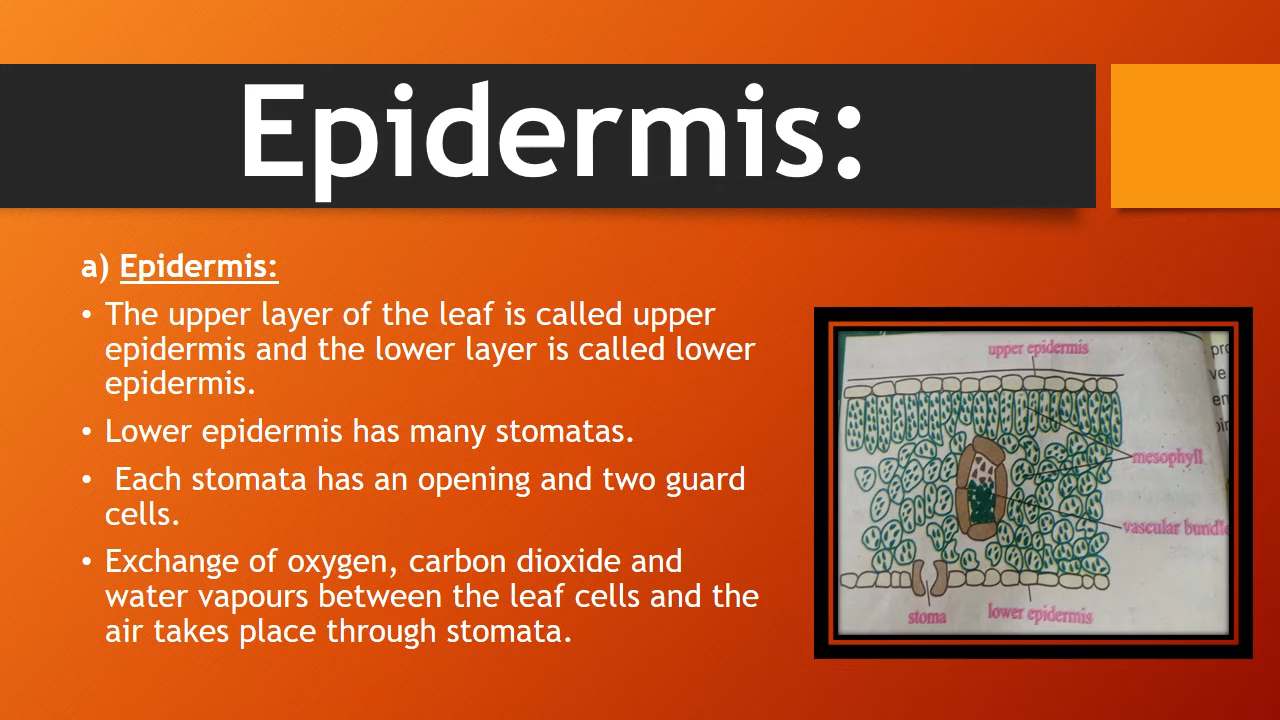 Epidermis:
a) Epidermis:
• The upper layer of the leaf is called upper
epidermis and the lower layer is called lower
epidermis.
• Lower epidermis has many stomatas.
• Each stomata has an opening and two guard
cells.
• Exchange of oxygen, carbon dioxide and
water vapours between the leaf cells and the
air takes place through stomata.
upper epidermis
mesophyll
vascular bundle
stoma
lower epidermis